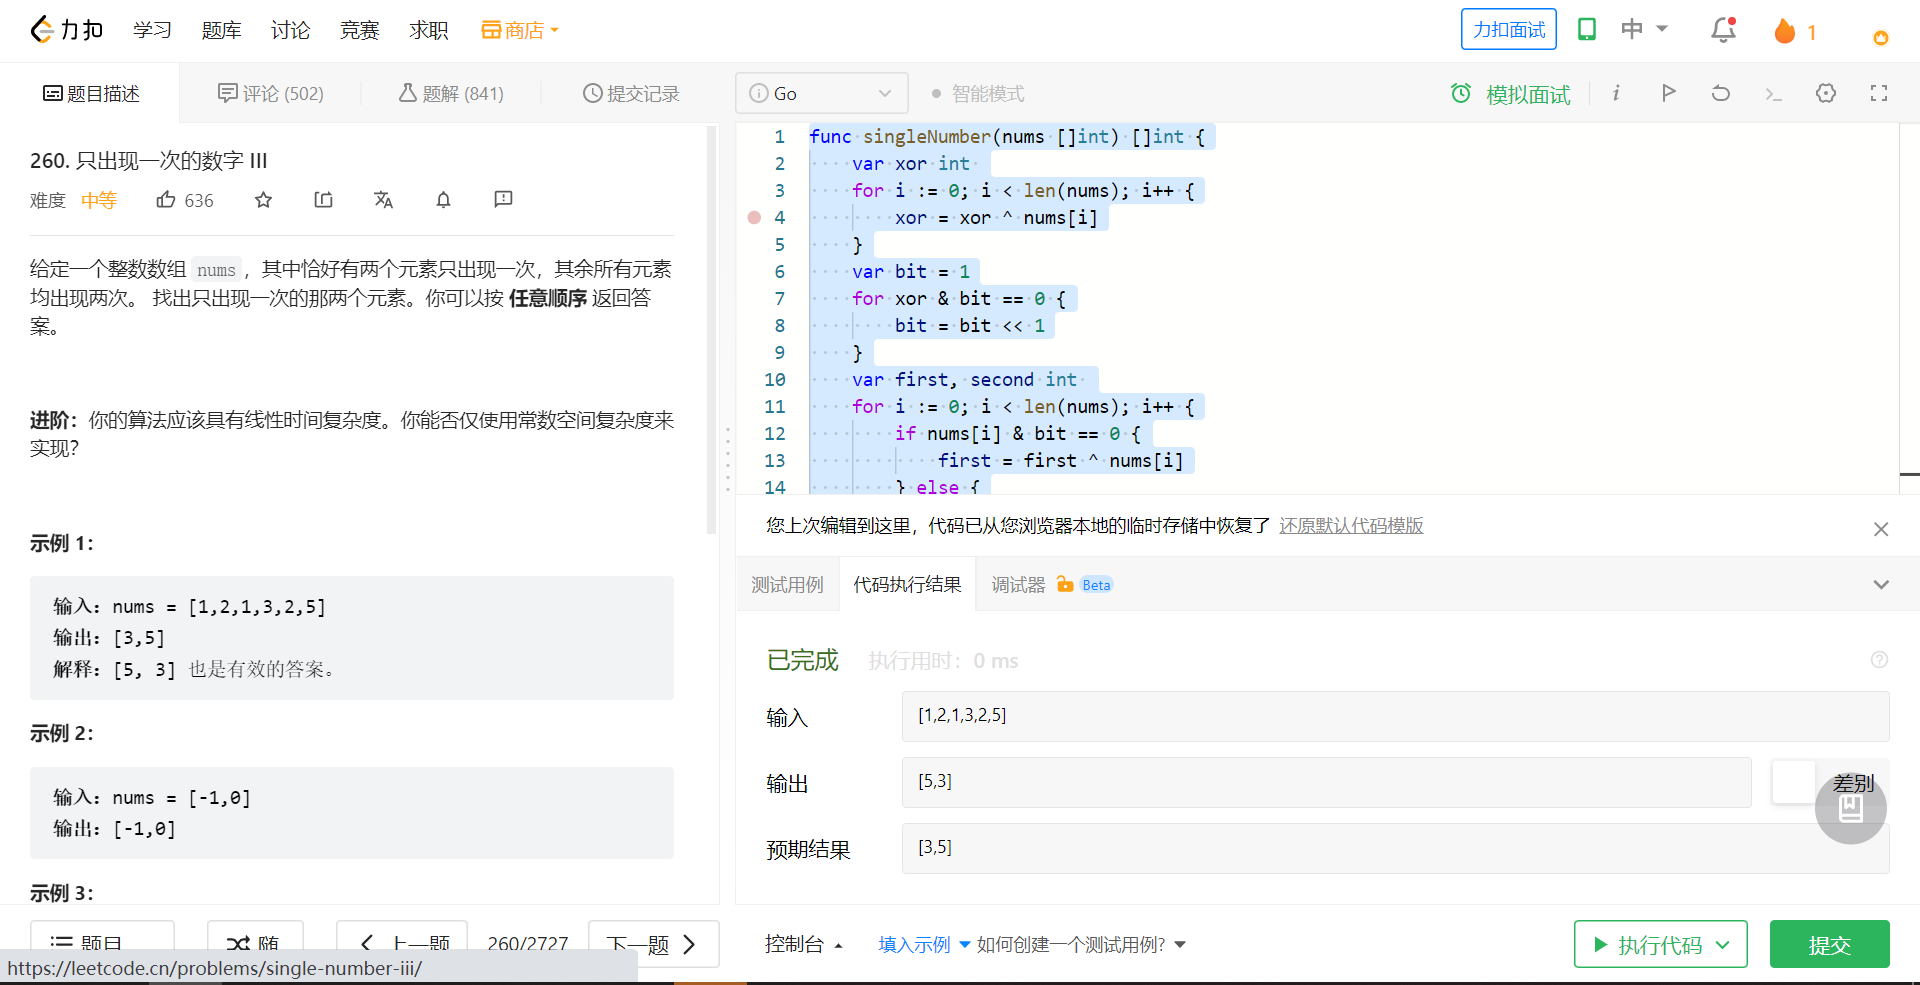 力扣 学习 题库 讨论 竞赛 求职 商店 力扣面试 中 1
题目描述 评论 (502) 题解 (841) 提交记录
260. 只出现一次的数字 III
难度 中等 636
给定一个整数数组 nums，其中恰好有两个元素只出现一次，其余所有元素
均出现两次。 找出只出现一次的那两个元素。你可以按 任意顺序 返回答
案。
进阶：你的算法应该具有线性时间复杂度。你能否仅使用常数空间复杂度来
实现？
示例 1：
输入：nums = [1,2,1,3,2,5]
输出：[3,5]
解释：[5, 3] 也是有效的答案。
示例 2：
输入：nums = [-1,0]
输出：[-1,0]
示例 3：
题目 随 上一题 260/2727 下一题
https://leetcode.cn/problems/single-number-iii/
Go 智能模式 模拟面试
1 func singleNumber(nums []int) []int {
2     var xor int
3     for i := 0; i < len(nums); i++ {
4         xor = xor ^ nums[i]
5     }
6     var bit = 1
7     for xor & bit == 0 {
8         bit = bit << 1
9     }
10     var first, second int
11     for i := 0; i < len(nums); i++ {
12         if nums[i] & bit == 0 {
13             first = first ^ nums[i]
14         } else {
您上次编辑到这里，代码已从您浏览器本地的临时存储中恢复了 还原默认代码模版
测试用例 代码执行结果 调试器 Beta
已完成 执行用时：0 ms
输入 [1,2,1,3,2,5]
输出 [5,3] 差别
预期结果 [3,5]
控制台 填入示例 如何创建一个测试用例? 执行代码 提交